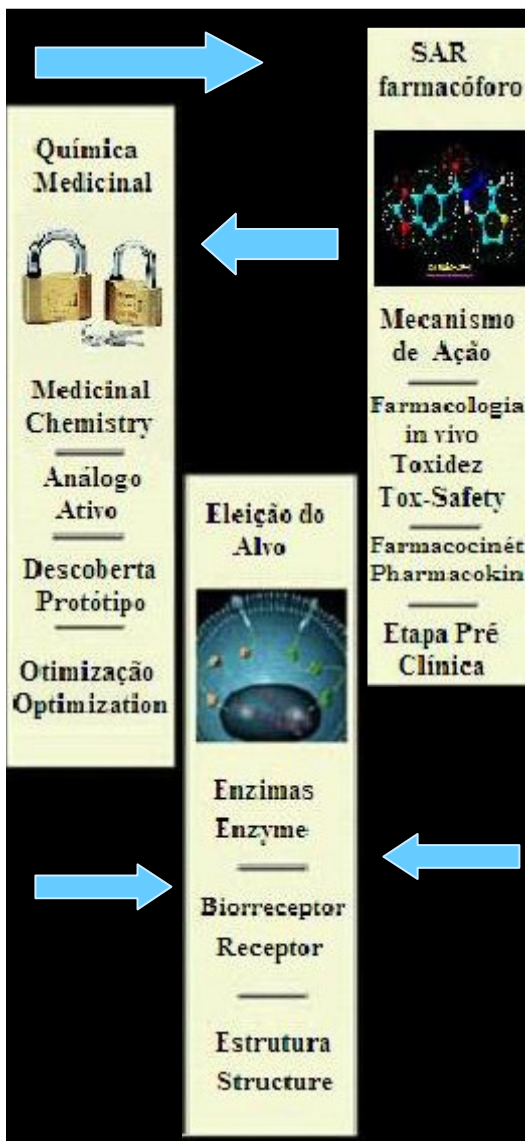 Química
Medicinal
Medicinal
Chemistry
Análogo
Ativo
Descoberta
Protótipo
Otimização
Optimization
Eleição do
Alvo
Enzimas
Enzyme
Biorreceptor
Receptor
Estrutura
Structure
SAR
farmacóforo
Mecanismo
de Ação
Farmacologia
in vivo
Toxidez
Tox-Safety
Farmacocinét
Pharmacokin
Etapa Pré
Clínica